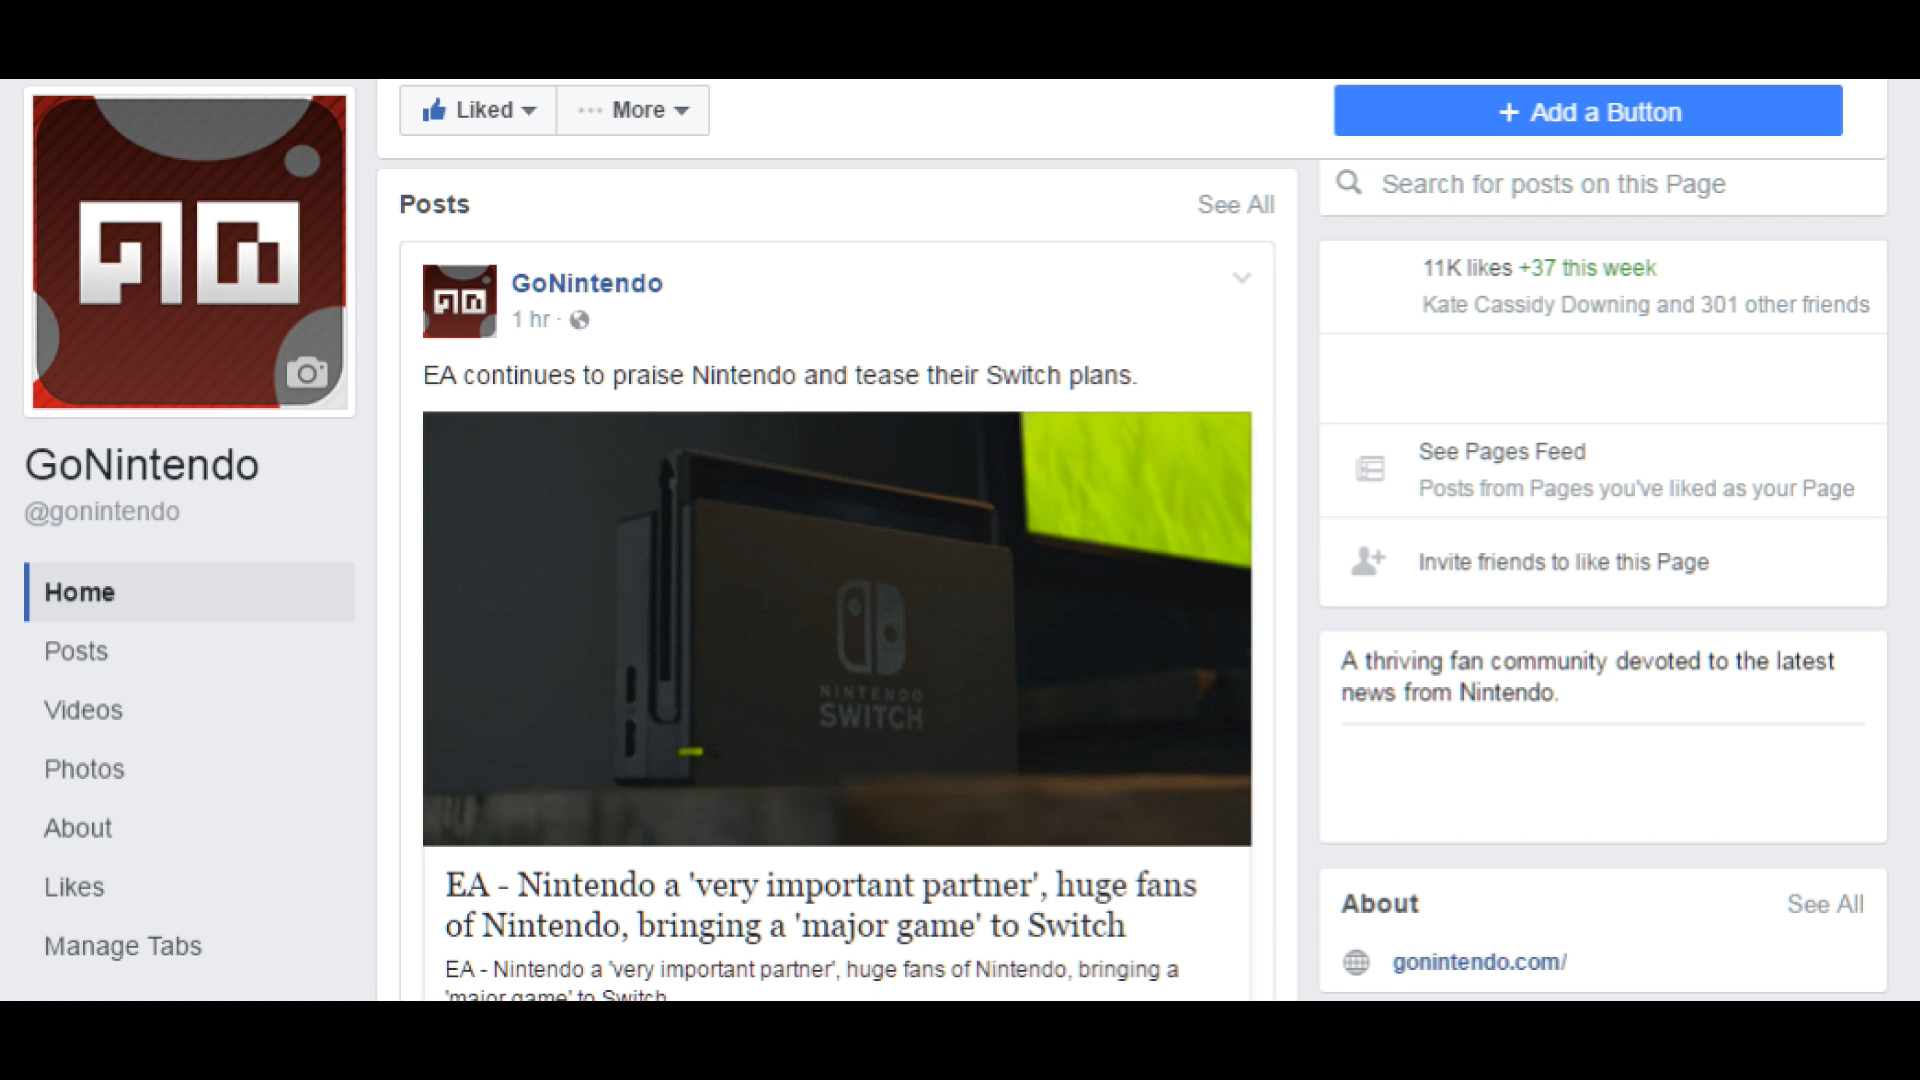 Liked
More
+ Add a Button
Search for posts on this Page
Posts
See All
GoNintendo
1 hr ·
EA continues to praise Nintendo and tease their Switch plans.
NINTENDO
SWITCH
EA - Nintendo a 'very important partner', huge fans
of Nintendo, bringing a 'major game' to Switch
EA - Nintendo a 'very important partner', huge fans of Nintendo, bringing a
'major game' to Switch
GoNintendo
@gonintendo
Home
Posts
Videos
Photos
About
Likes
Manage Tabs
11K likes +37 this week
Kate Cassidy Downing and 301 other friends
See Pages Feed
Posts from Pages you've liked as your Page
Invite friends to like this Page
A thriving fan community devoted to the latest
news from Nintendo.
About
See All
gonintendo.com/